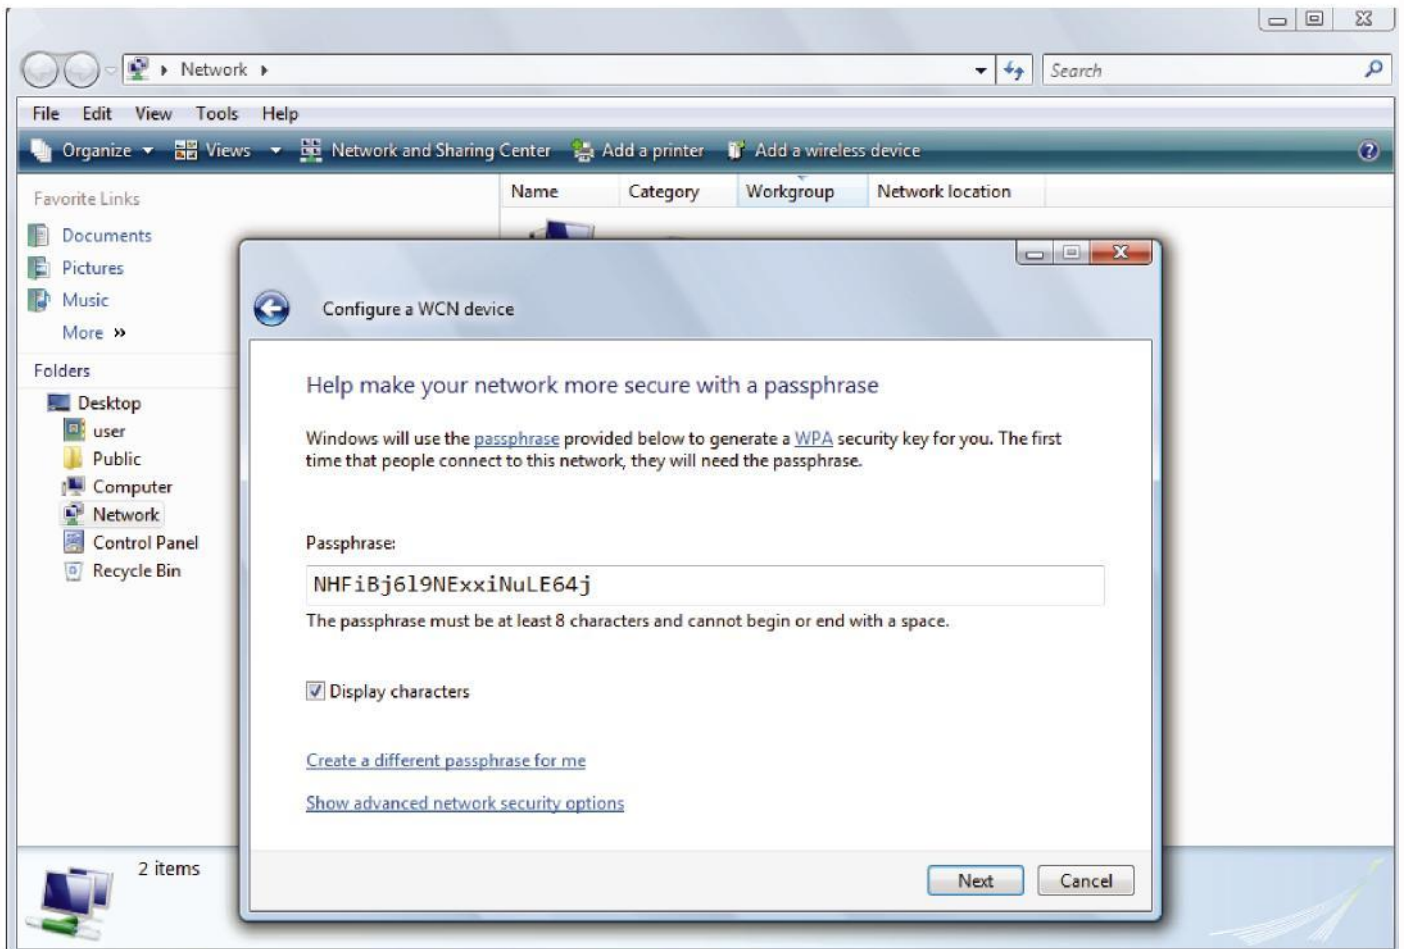 Network
Search
File Edit View Tools Help
Organize Views Network and Sharing Center Add a printer Add a wireless device
Favorite Links
Name Category Workgroup Network location
Documents
Pictures
Music
More »
Folders
Desktop
user
Public
Computer
Network
Control Panel
Recycle Bin
Configure a WCN device
Help make your network more secure with a passphrase
Windows will use the passphrase provided below to generate a WPA security key for you. The first
time that people connect to this network, they will need the passphrase.
Passphrase:
NHFiBj6l9NExxiNuLE64j
The passphrase must be at least 8 characters and cannot begin or end with a space.
Display characters
Create a different passphrase for me
Show advanced network security options
Next Cancel
2 items